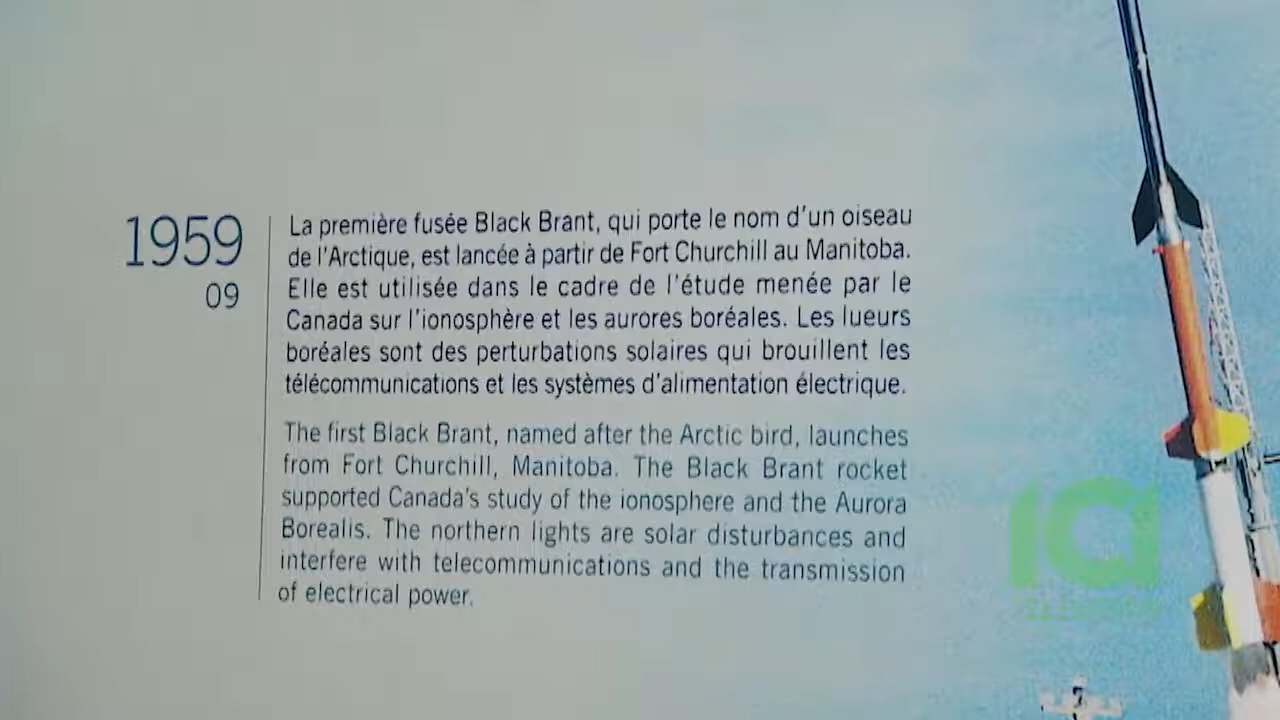 1959
09
La première fusée Black Brant, qui porte le nom d'un oiseau
de l'Arctique, est lancée à partir de Fort Churchill au Manitoba.
Elle est utilisée dans le cadre de l'étude menée par le
Canada sur l'ionosphère et les aurores boréales. Les lueurs
boréales sont des perturbations solaires qui brouillent les
télécommunications et les systèmes d'alimentation électrique.
The first Black Brant, named after the Arctic bird, launches
from Fort Churchill, Manitoba. The Black Brant rocket
supported Canada's study of the ionosphere and the Aurora
Borealis. The northern lights are solar disturbances and
interfere with telecommunications and the transmission
of electrical power.